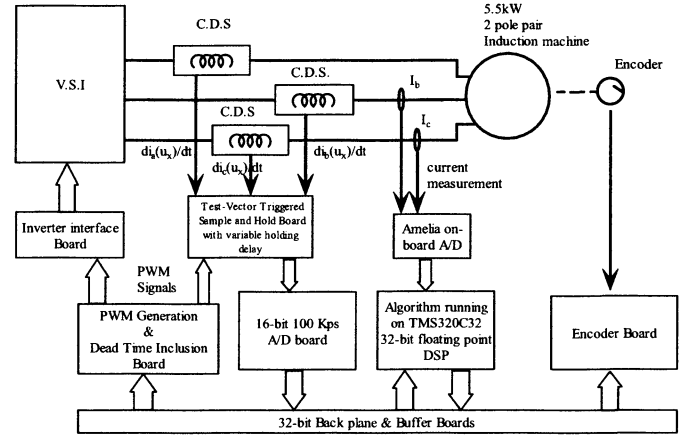 C.D.S
5.5kW
2 pole pair
Induction machine
V.S.I
C.D.S.
Encoder
I_b
C.D.S
I_c
di_a(u_x)/dt
di_c(u_x)/dt
di_b(u_x)/dt
current
measurement
Test-Vector Triggered
Sample and Hold Board
with variable holding
delay
Inverter interface
Board
Amelia on-
board A/D
PWM
Signals
PWM Generation
&
Dead Time Inclusion
Board
16-bit 100 Kps
A/D board
Algorithm running
on TMS320C32
32-bit floating point
DSP
Encoder Board
32-bit Back plane & Buffer Boards